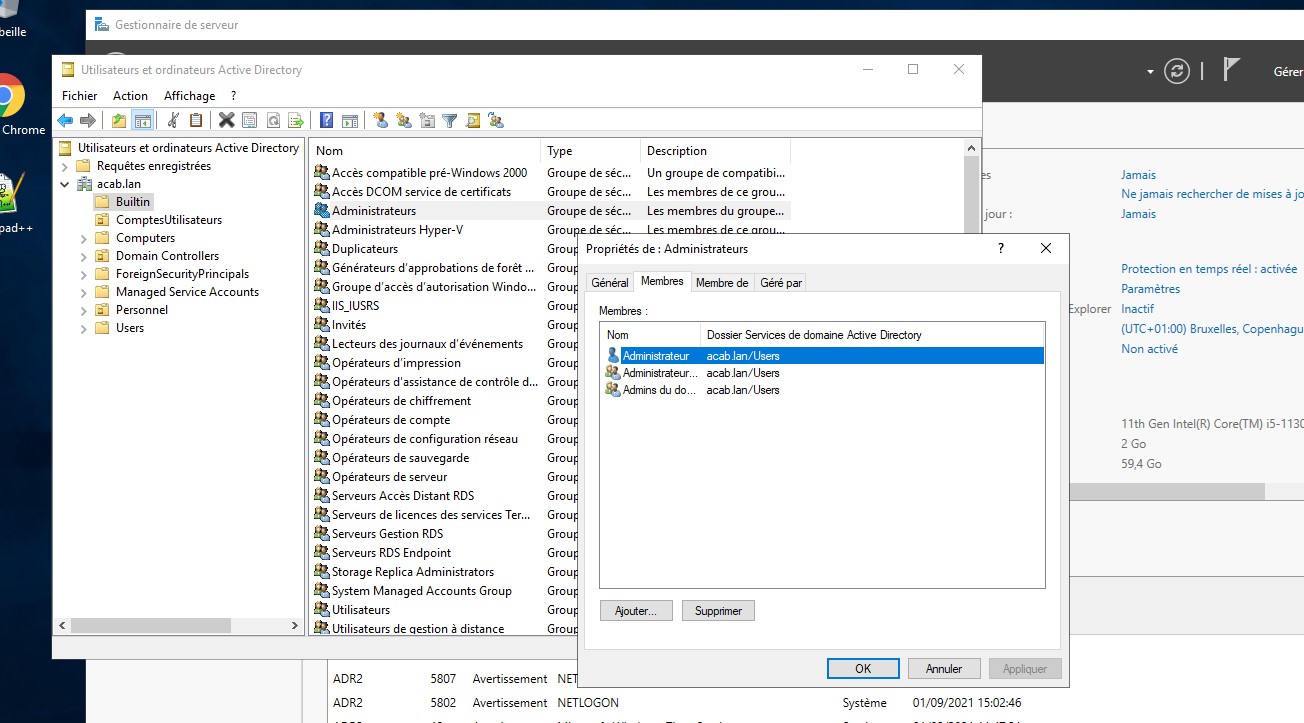 beille
Chrome
pad++
Gestionnaire de serveur
Gérer
Utilisateurs et ordinateurs Active Directory
Fichier Action Affichage ?
Utilisateurs et ordinateurs Active Directory
Requêtes enregistrées
acab.lan
Builtin
ComptesUtilisateurs
Computers
Domain Controllers
ForeignSecurityPrincipals
Managed Service Accounts
Personnel
Users
Nom Type Description
Accès compatible pré-Windows 2000 Groupe de séc... Un groupe de compatibi...
Accès DCOM service de certificats Groupe de séc... Les membres de ce grou...
Administrateurs Groupe de séc... Les membres du groupe...
Administrateurs Hyper-V Groupe de séc... Les membres de ce grou...
Duplicateurs Group
Générateurs d'approbations de forêt ... Group
Groupe d'accès d'autorisation Windo... Group
IIS_IUSRS Group
Invités Group
Lecteurs des journaux d'événements Group
Opérateurs d'impression Group
Opérateurs d'assistance de contrôle d... Group
Opérateurs de chiffrement Group
Opérateurs de compte Group
Opérateurs de configuration réseau Group
Opérateurs de sauvegarde Group
Opérateurs de serveur Group
Serveurs Accès Distant RDS Group
Serveurs de licences des services Ter... Group
Serveurs Gestion RDS Group
Serveurs RDS Endpoint Group
Storage Replica Administrators Group
System Managed Accounts Group Group
Utilisateurs Group
Utilisateurs de gestion à distance Group
Propriétés de : Administrateurs ?
Général Membres Membre de Géré par
Membres :
Nom Dossier Services de domaine Active Directory
Administrateur acab.lan/Users
Administrateur... acab.lan/Users
Admins du do... acab.lan/Users
Ajouter... Supprimer
OK Annuler Appliquer
es Jamais
Ne jamais rechercher de mises à jo
jour : Jamais
Protection en temps réel : activée
Paramètres
Explorer Inactif
(UTC+01:00) Bruxelles, Copenhagu
Non activé
11th Gen Intel(R) Core(TM) i5-1130
2 Go
59,4 Go
ADR2 5807 Avertissement NET
ADR2 5802 Avertissement NETLOGON Système 01/09/2021 15:02:46